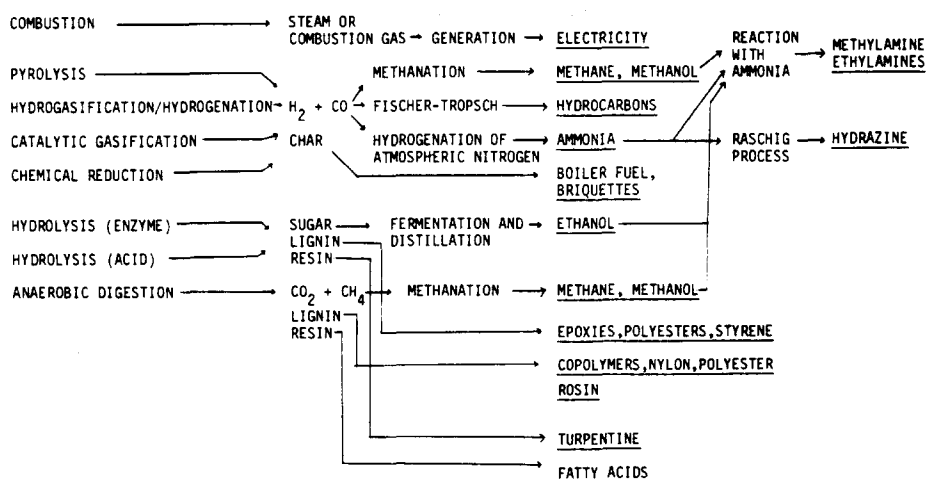 COMBUSTION
STEAM OR
COMBUSTION GAS
GENERATION
ELECTRICITY
REACTION
WITH
AMMONIA
METHYLAMINE
ETHYLAMINES
PYROLYSIS
METHANATION
METHANE, METHANOL
HYDROGASIFICATION/HYDROGENATION
H2 + CO
FISCHER-TROPSCH
HYDROCARBONS
CATALYTIC GASIFICATION
CHAR
HYDROGENATION OF
ATMOSPHERIC NITROGEN
AMMONIA
RASCHIG
PROCESS
HYDRAZINE
CHEMICAL REDUCTION
BOILER FUEL,
BRIQUETTES
HYDROLYSIS (ENZYME)
SUGAR
FERMENTATION AND
DISTILLATION
ETHANOL
LIGNIN
HYDROLYSIS (ACID)
RESIN
ANAEROBIC DIGESTION
CO2 + CH4
METHANATION
METHANE, METHANOL
LIGNIN
RESIN
EPOXIES,POLYESTERS,STYRENE
COPOLYMERS,NYLON,POLYESTER
ROSIN
TURPENTINE
FATTY ACIDS